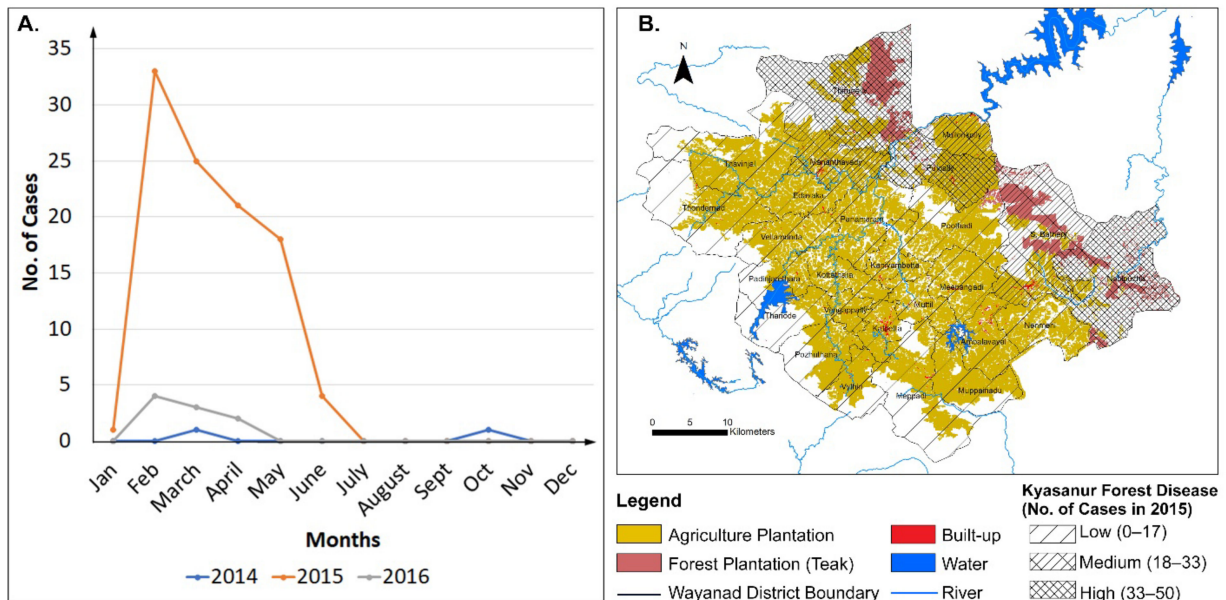 A.
35
30
25
20
15
10
5
0
No. of Cases
Jan
Feb
March
April
May
June
July
August
Sept
Oct
Nov
Dec
Months
2014
2015
2016
B.
N
Mullankolly
Pulpally
Mananthavady
Thavinjal
Edavaka
Thondernad
Panamaram
Poothadi
S. Bathery
Vellamunda
Kaniyambetta
Kottathara
Padinjarathara
Meenangadi
Noolpuzha
Muttil
Thariode
Vengappally
Kalpetta
Nenmeni
Ambalavayal
Pozhuthana
Vythiri
Meppadi
Muppainadu
0 5 10
Kilometers
Legend
Agriculture Plantation
Forest Plantation (Teak)
Wayanad District Boundary
Built-up
Water
River
Kyasanur Forest Disease
(No. of Cases in 2015)
Low (0–17)
Medium (18–33)
High (33–50)